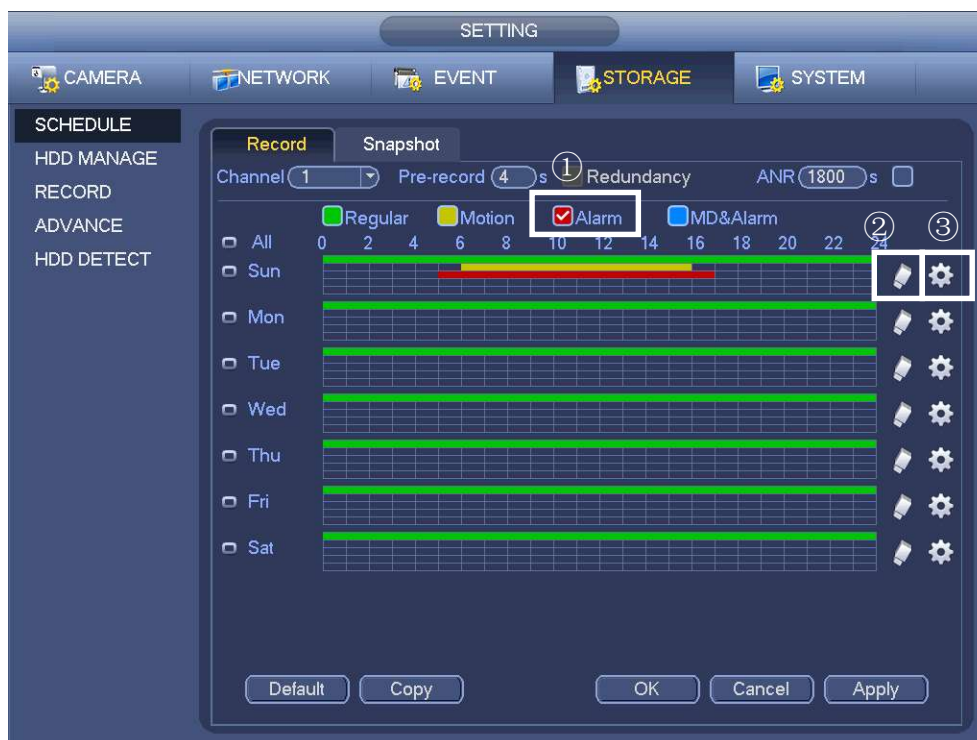 SETTING
CAMERA NETWORK EVENT STORAGE SYSTEM
SCHEDULE
HDD MANAGE
RECORD
ADVANCE
HDD DETECT
Record Snapshot
Channel 1 Pre-record 4 s ① Redundancy ANR 1800 s
Regular Motion Alarm MD&Alarm ② ③
All 0 2 4 6 8 10 12 14 16 18 20 22 24
Sun
Mon
Tue
Wed
Thu
Fri
Sat
Default Copy OK Cancel Apply